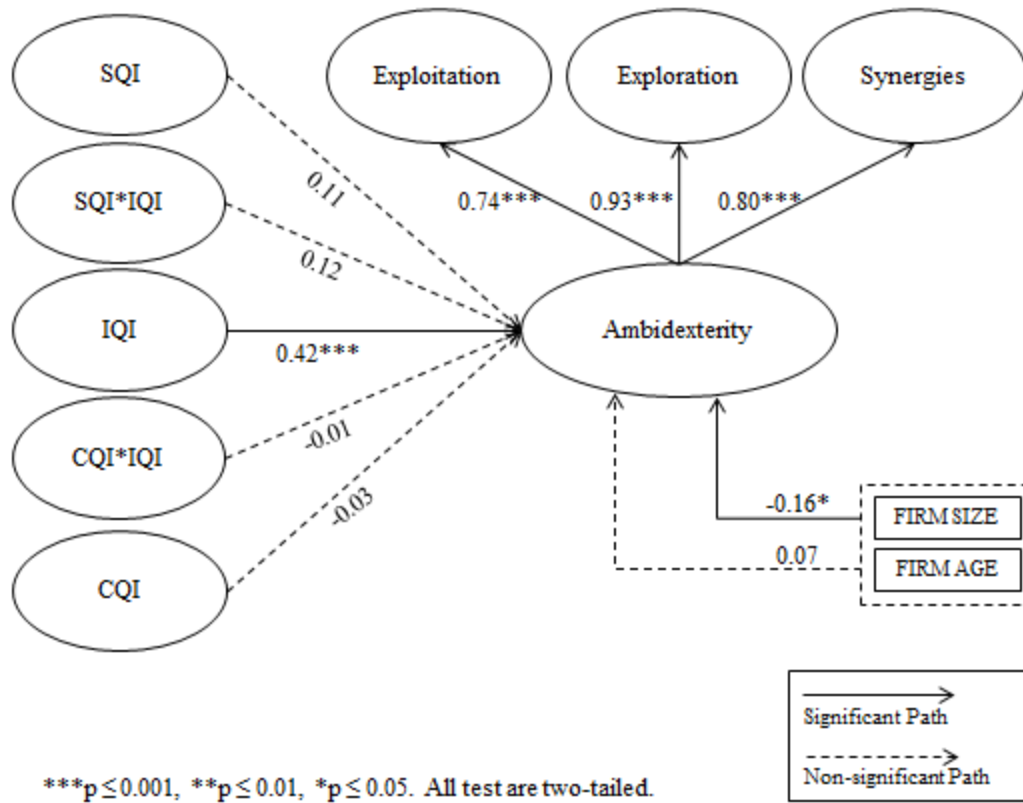 SQI
Exploitation
Exploration
Synergies
0.11
SQI*IQI
0.74***
0.93***
0.80***
0.12
IQI
0.42***
Ambidexterity
CQI*IQI
-0.01
-0.03
CQI
-0.16*
FIRM SIZE
0.07
FIRM AGE
Significant Path
Non-significant Path
***p≤0.001, **p≤0.01, *p≤0.05. All test are two-tailed.